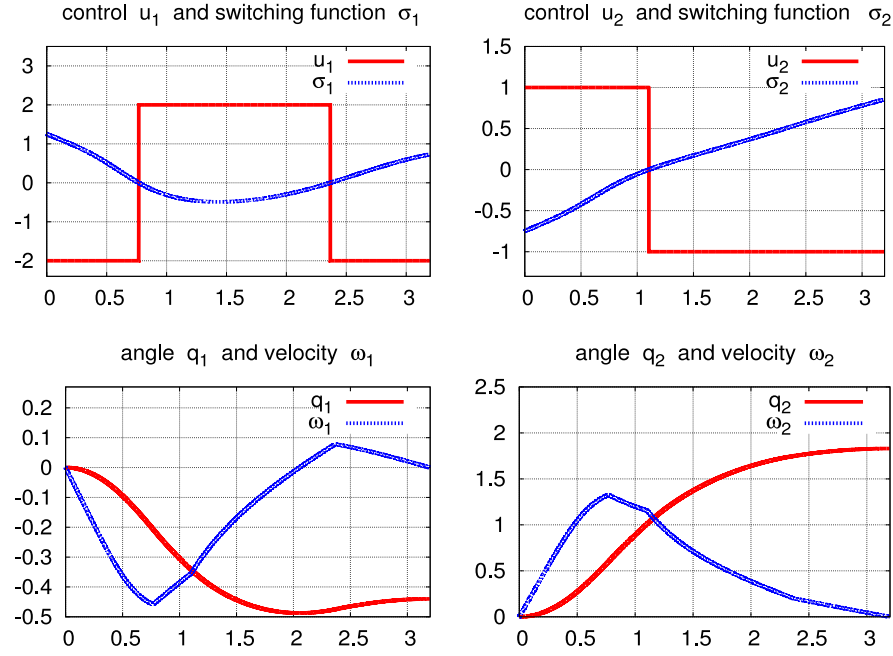 control u₁ and switching function σ₁
3
2
1
0
-1
-2
u₁
σ₁
0 0.5 1 1.5 2 2.5 3
control u₂ and switching function σ₂
1.5
1
0.5
0
-0.5
-1
u₂
σ₂
0 0.5 1 1.5 2 2.5 3
angle q₁ and velocity ω₁
0.2
0.1
0
-0.1
-0.2
-0.3
-0.4
-0.5
q₁
ω₁
0 0.5 1 1.5 2 2.5 3
angle q₂ and velocity ω₂
2.5
2
1.5
1
0.5
0
q₂
ω₂
0 0.5 1 1.5 2 2.5 3